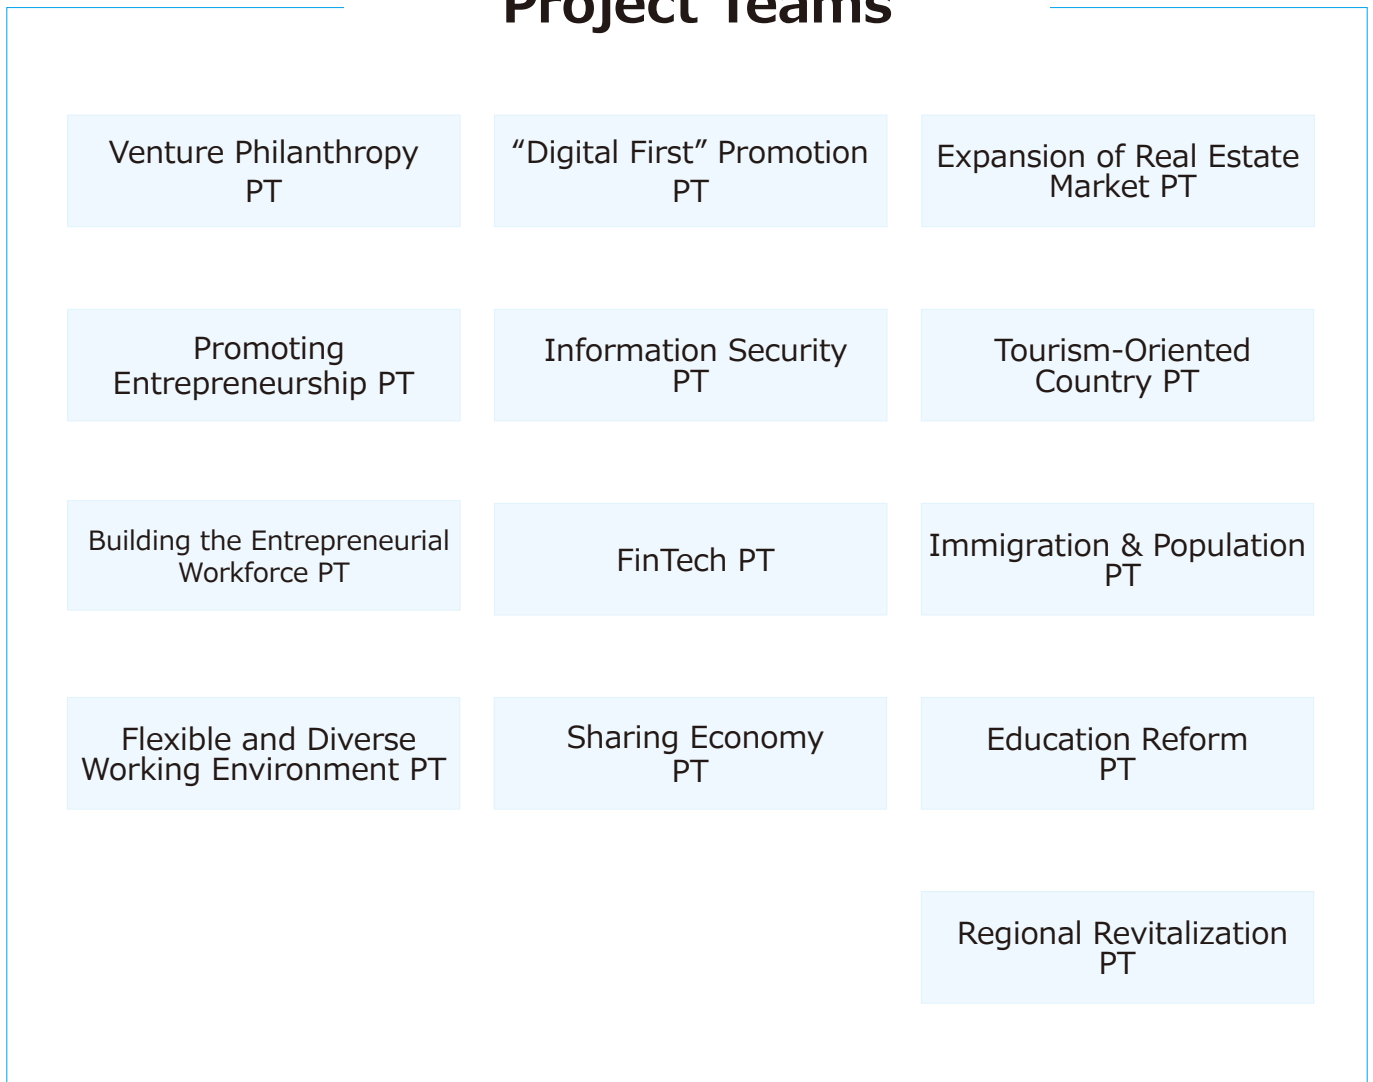 Project Teams
Venture Philanthropy
PT
“Digital First” Promotion
PT
Expansion of Real Estate
Market PT
Promoting
Entrepreneurship PT
Information Security
PT
Tourism-Oriented
Country PT
Building the Entrepreneurial
Workforce PT
FinTech PT
Immigration & Population
PT
Flexible and Diverse
Working Environment PT
Sharing Economy
PT
Education Reform
PT
Regional Revitalization
PT